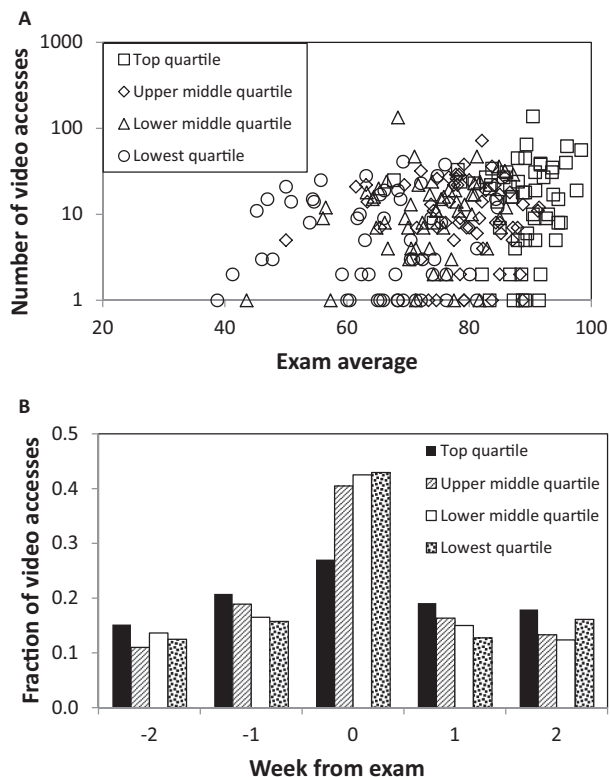 A
Number of video accesses
1000
100
10
1
Top quartile
Upper middle quartile
Lower middle quartile
Lowest quartile
20 40 60 80 100
Exam average
B
Fraction of video accesses
0.5
0.4
0.3
0.2
0.1
0.0
Top quartile
Upper middle quartile
Lower middle quartile
Lowest quartile
-2 -1 0 1 2
Week from exam